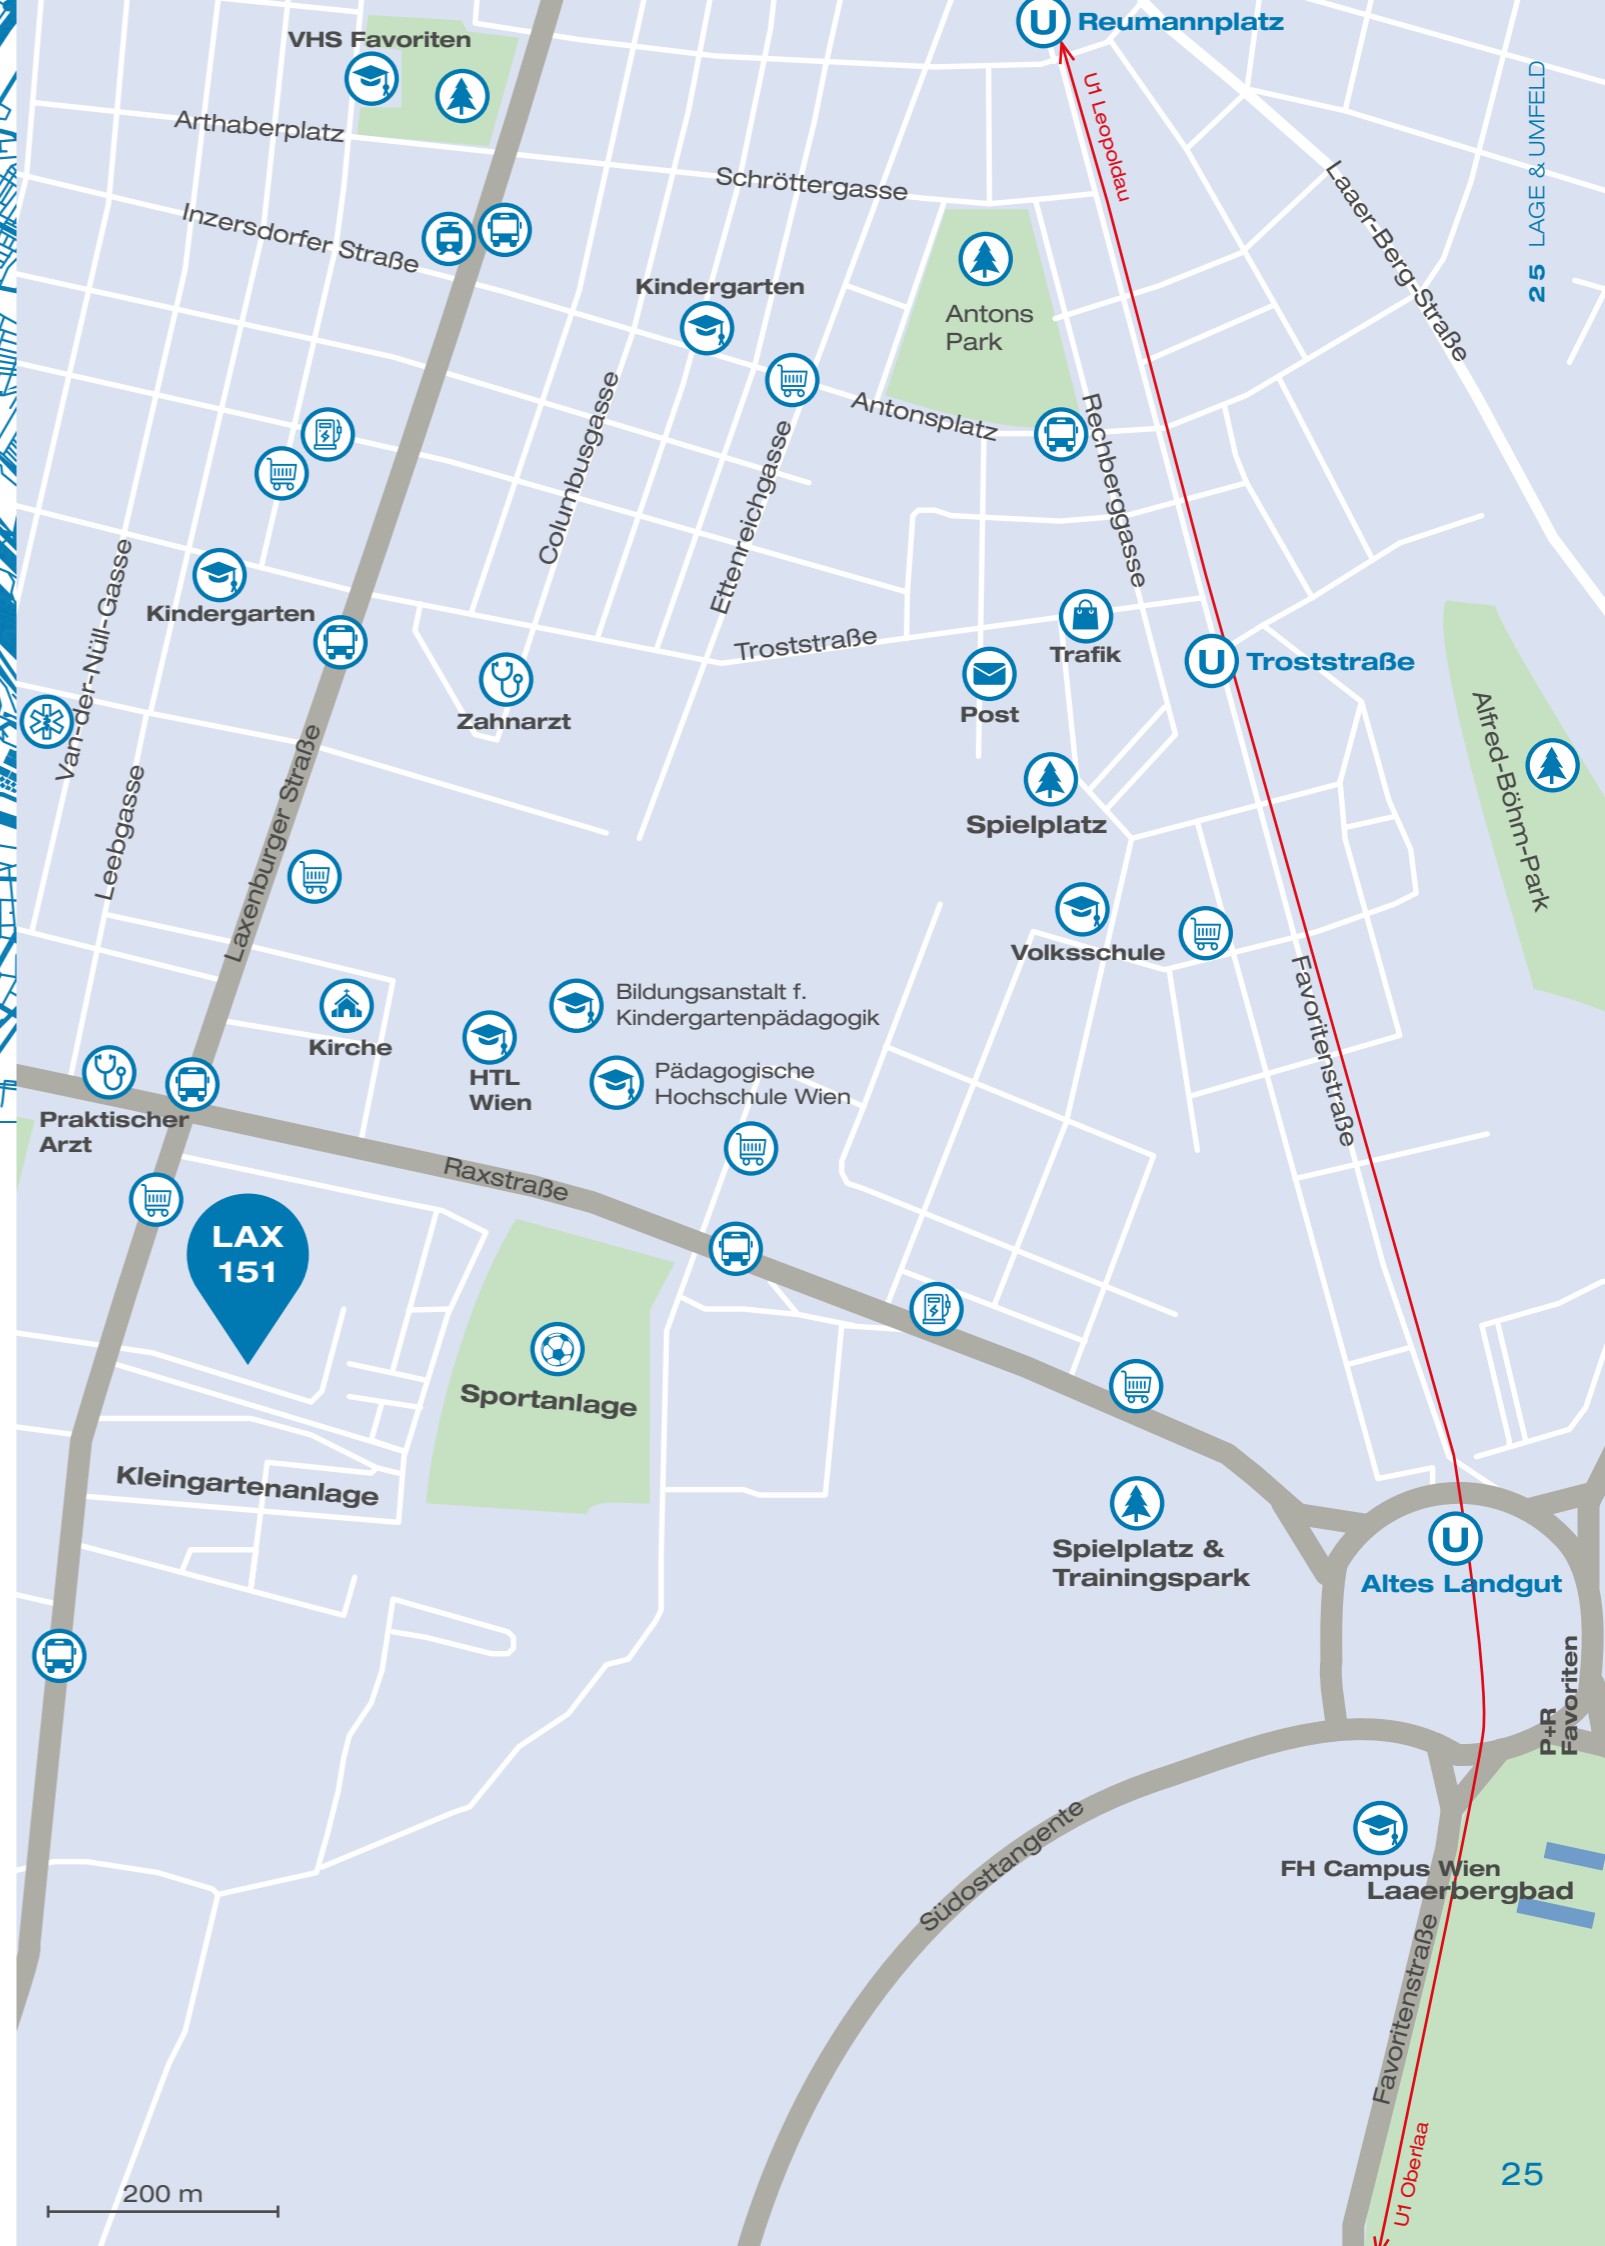 Reumannplatz
VHS Favoriten
U1 Leopoldau
25 LAGE & UMFELD
Arthaberplatz
Schröttergasse
Laaer-Berg-Straße
Inzersdorfer Straße
Kindergarten
Antons
Park
Columbusgasse
Antonsplatz
Rechberggasse
Ettenreichgasse
Van-der-Nüll-Gasse
Kindergarten
Troststraße
Trafik
Troststraße
Zahnarzt
Post
Alfred-Böhm-Park
Leebgasse
Laxenburger Straße
Spielplatz
Volksschule
Favoritenstraße
Bildungsanstalt f.
Kindergartenpädagogik
Kirche
HTL
Wien
Pädagogische
Hochschule Wien
Praktischer
Arzt
Raxstraße
LAX
151
Sportanlage
Kleingartenanlage
Spielplatz &
Trainingspark
U
U
U
Altes Landgut
P+R
Favoriten
Südosttangente
FH Campus Wien
Laaerbergbad
Favoritenstraße
U1 Oberlaa
200 m
25